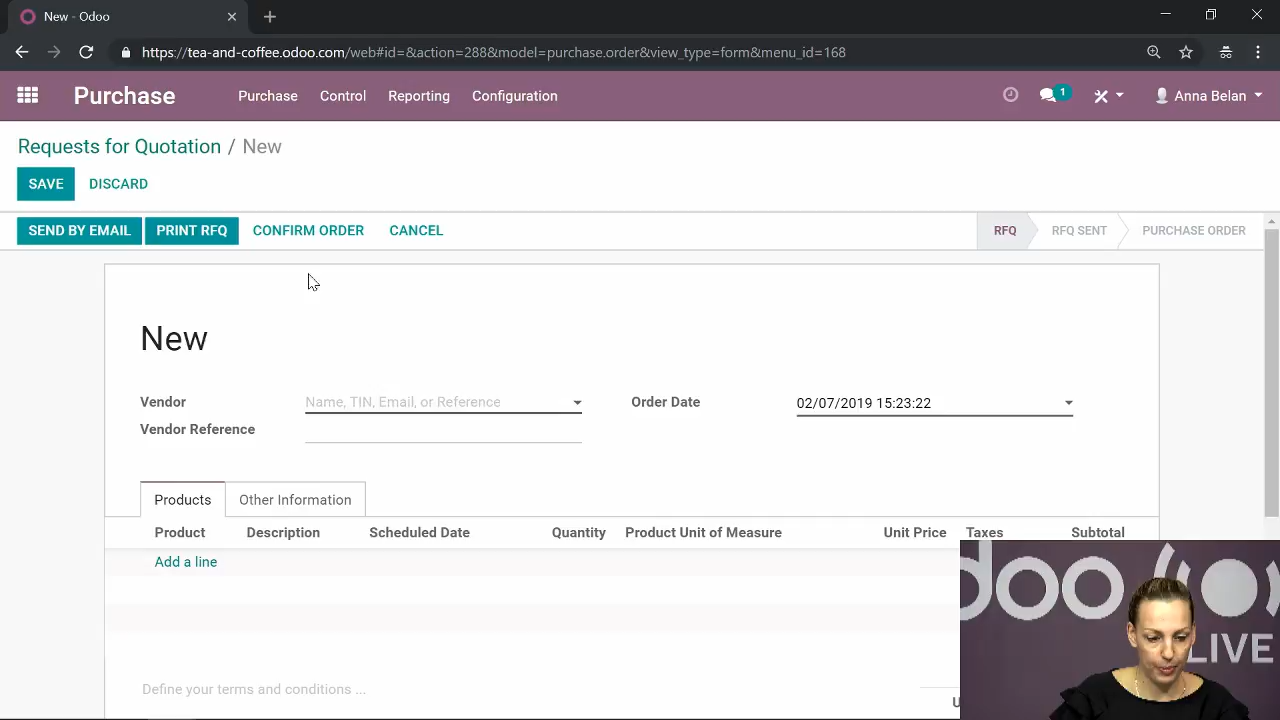 New - Odoo
https://tea-and-coffee.odoo.com/web#id=&action=288&model=purchase.order&view_type=form&menu_id=168
Purchase Purchase Control Reporting Configuration 1 Anna Belan
Requests for Quotation / New
SAVE DISCARD
SEND BY EMAIL PRINT RFQ CONFIRM ORDER CANCEL RFQ RFQ SENT PURCHASE ORDER
New
Vendor Name, TIN, Email, or Reference Order Date 02/07/2019 15:23:22
Vendor Reference
Products Other Information
Product Description Scheduled Date Quantity Product Unit of Measure Unit Price Taxes Subtotal
Add a line
doo
LIVE
Define your terms and conditions ...